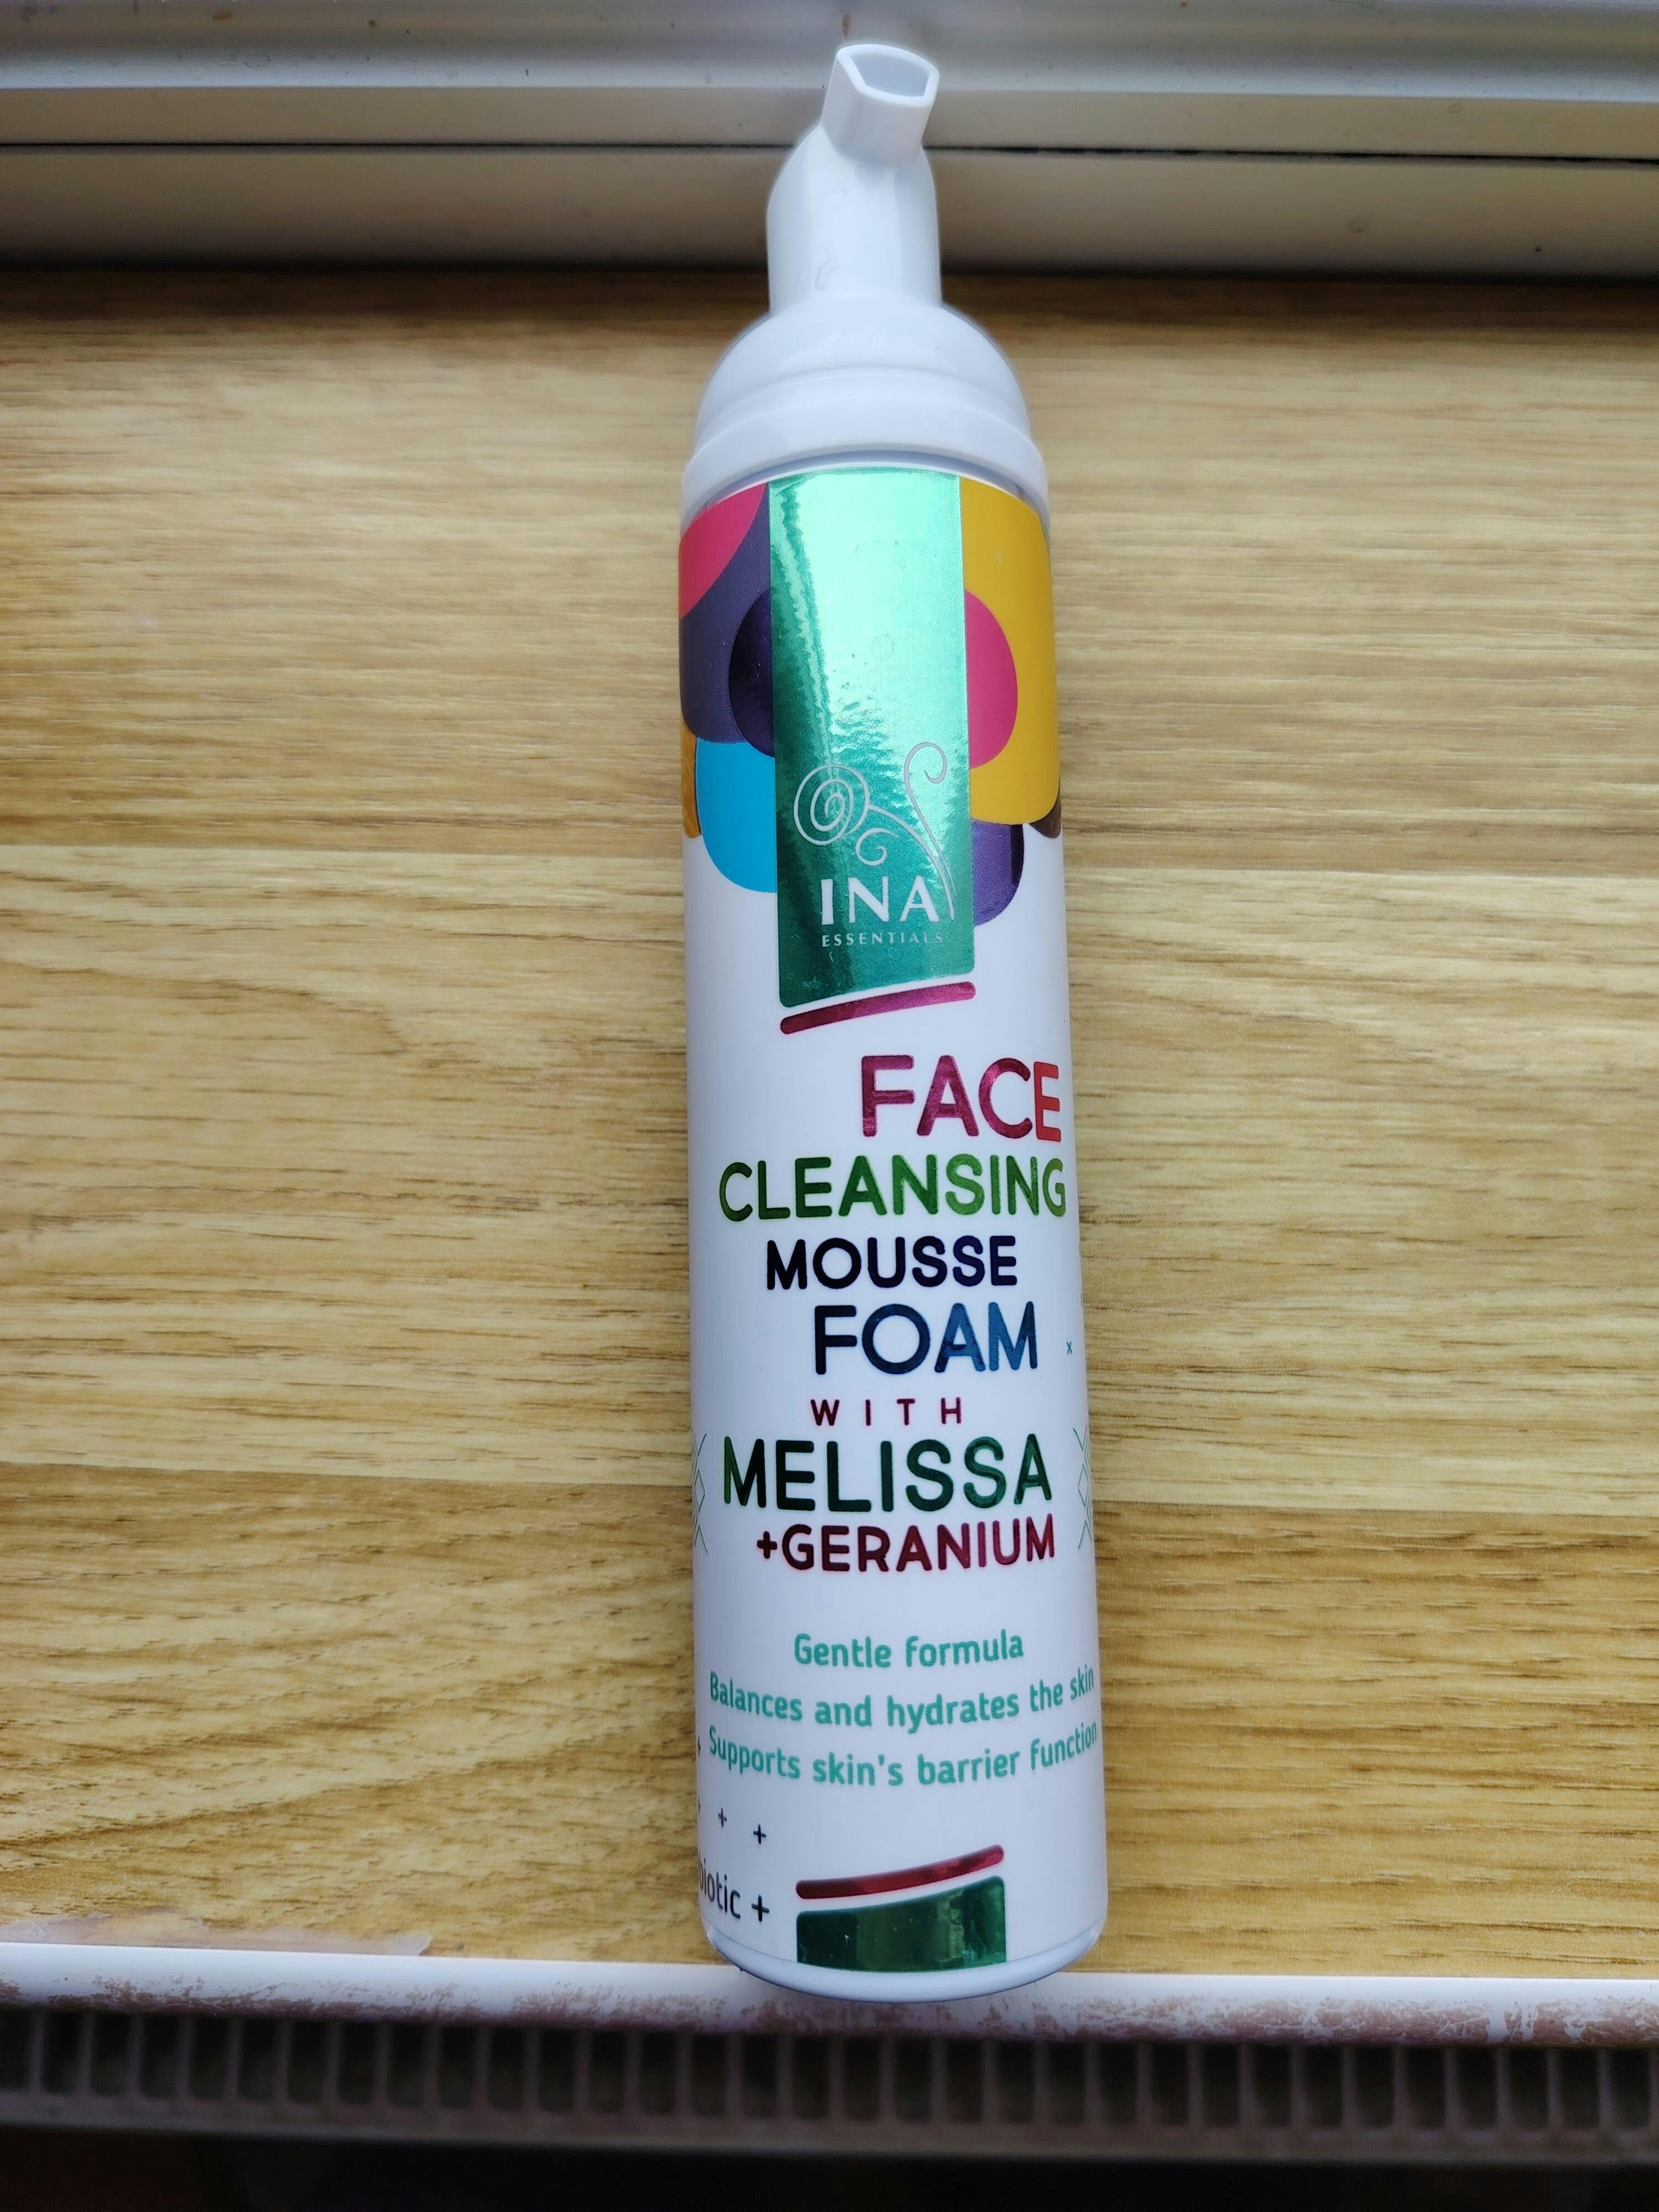 INA
ESSENTIALS
FACE
CLEANSING
MOUSSE
FOAM
WITH
MELISSA
+GERANIUM
Gentle formula
Balances and hydrates the skin
Supports skin's barrier function
+ +
+